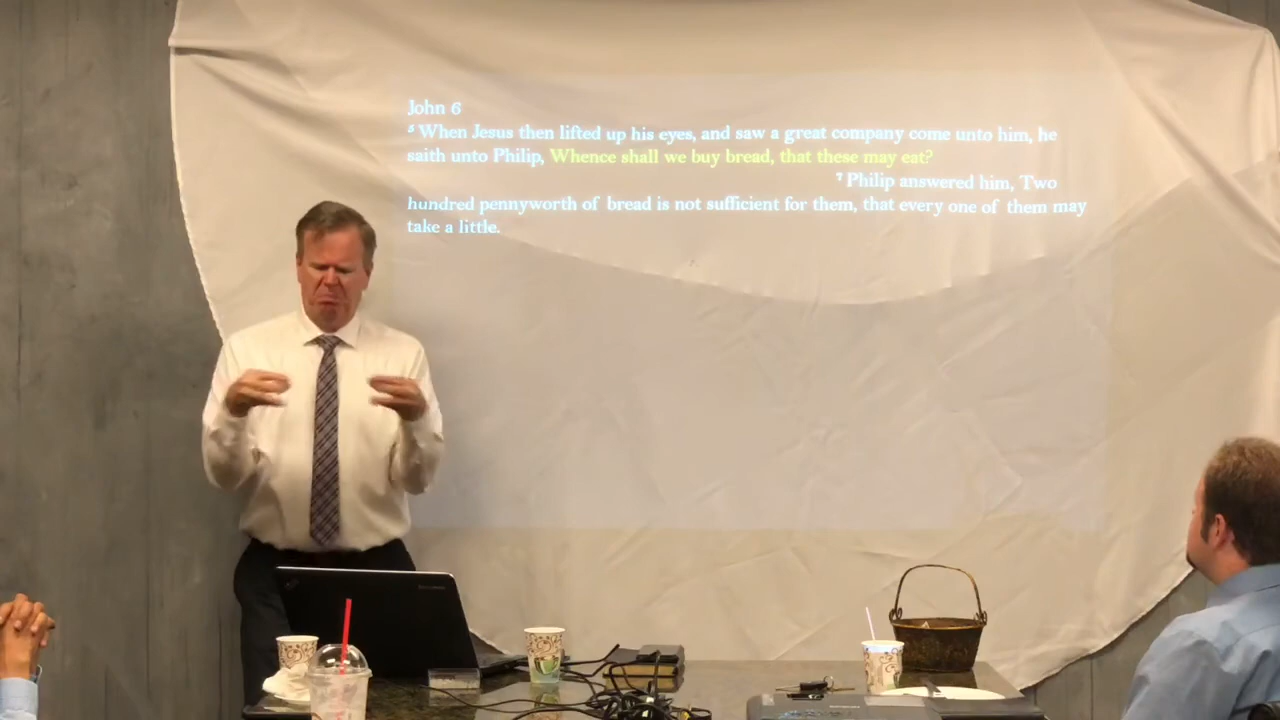 John 6
⁵ When Jesus then lifted up his eyes, and saw a great company come unto him, he
saith unto Philip, Whence shall we buy bread, that these may eat?
⁷ Philip answered him, Two
hundred pennyworth of bread is not sufficient for them, that every one of them may
take a little.